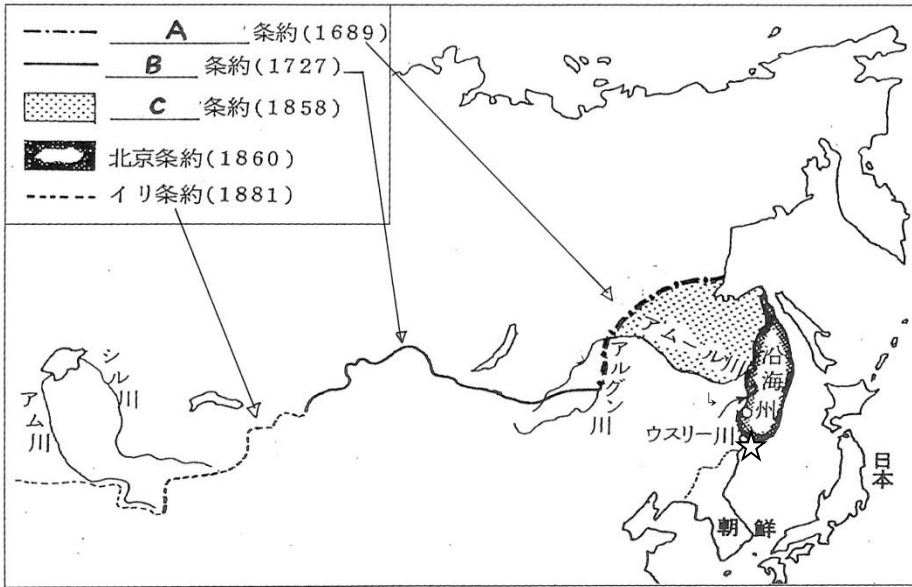 A 条約(1689)
B 条約(1727)
C 条約(1858)
北京条約(1860)
イリ条約(1881)
シル川
アム川
アルグン川
アムール川
沿海州
ウスリー川
朝鮮
日本